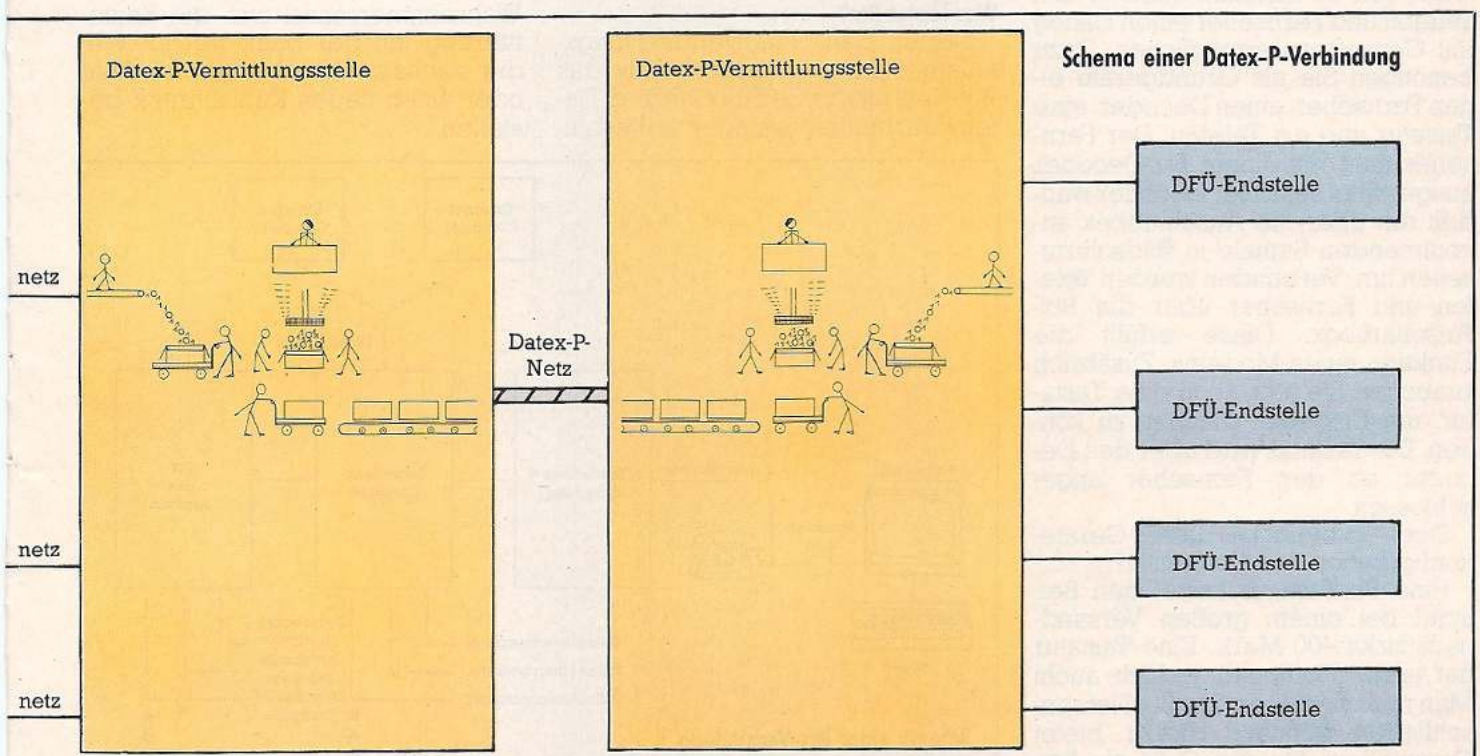 Datex-P-Vermittlungsstelle
Datex-P-Vermittlungsstelle
Schema einer Datex-P-Verbindung
DFÜ-Endstelle
netz
Datex-P-
Netz
DFÜ-Endstelle
netz
DFÜ-Endstelle
netz
DFÜ-Endstelle